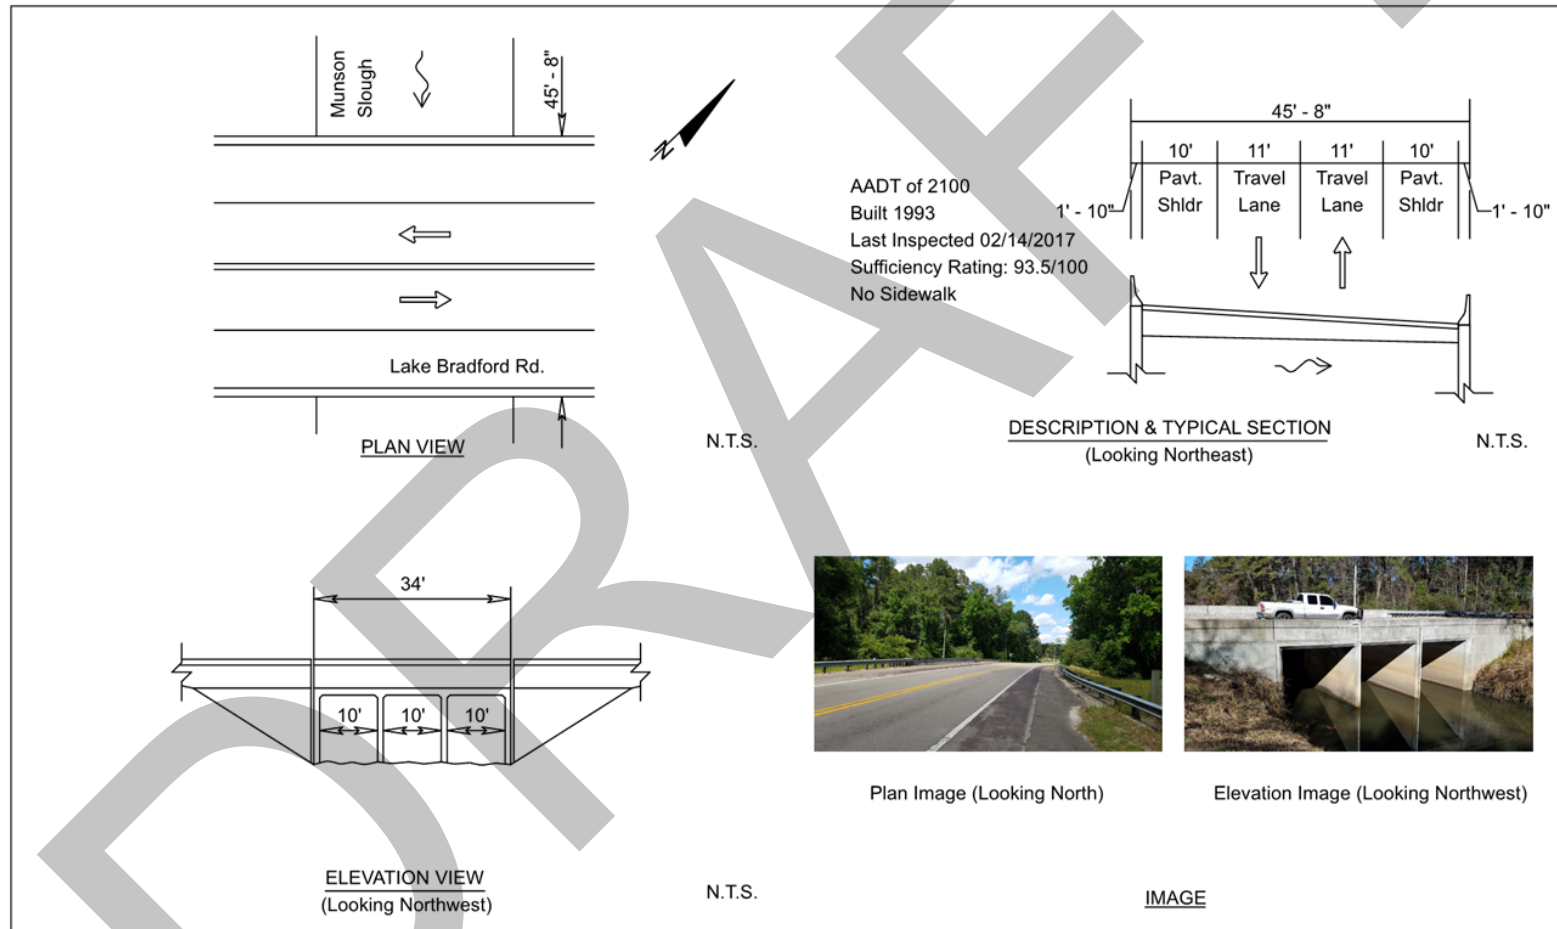 Munson
Slough
45' - 8"
N
Lake Bradford Rd.
PLAN VIEW
N.T.S.
AADT of 2100
Built 1993
Last Inspected 02/14/2017
Sufficiency Rating: 93.5/100
No Sidewalk
45' - 8"
10' 11' 11' 10'
Pavt. Travel Travel Pavt.
Shldr Lane Lane Shldr
1' - 10" 1' - 10"
DESCRIPTION & TYPICAL SECTION
(Looking Northeast)
N.T.S.
34'
10' 10' 10'
ELEVATION VIEW
(Looking Northwest)
N.T.S.
Plan Image (Looking North)
Elevation Image (Looking Northwest)
IMAGE
DRAFT